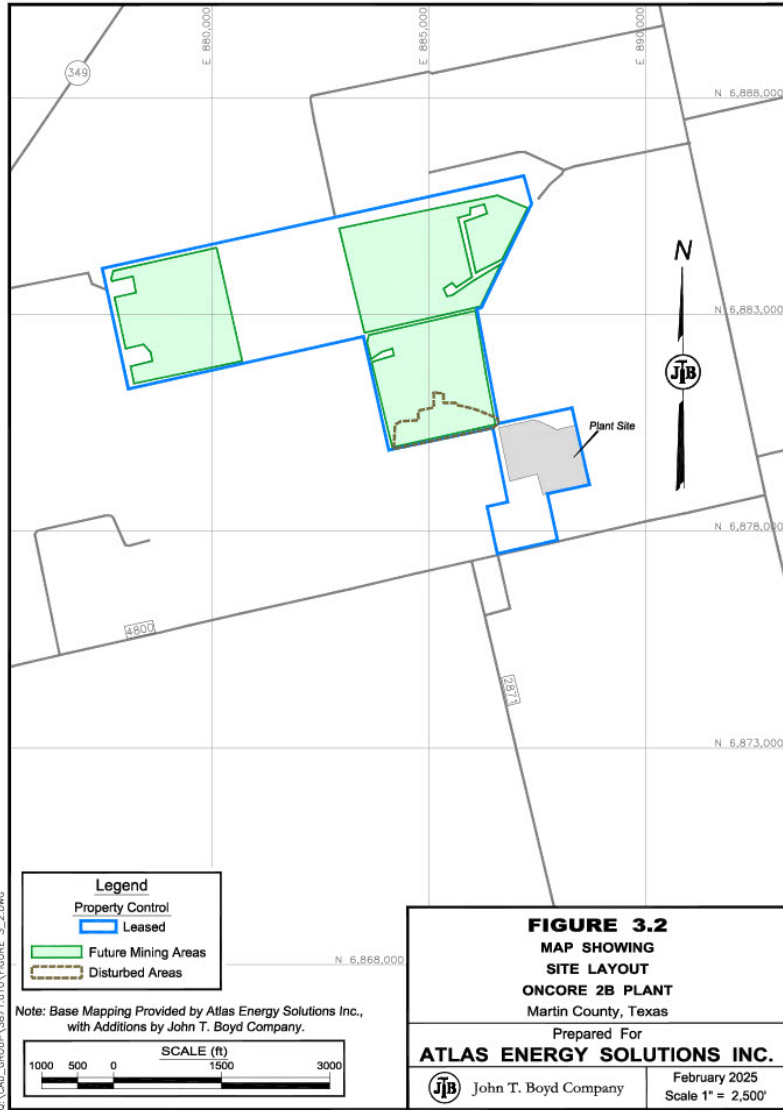 E 880,000
E 885,000
E 890,000
349
N 6,888,000
N
N 6,883,000
JTB
Plant Site
N 6,878,000
4800
2871
N 6,873,000
N 6,868,000
Legend
Property Control
Leased
Future Mining Areas
Disturbed Areas
Note: Base Mapping Provided by Atlas Energy Solutions Inc.,
with Additions by John T. Boyd Company.
SCALE (ft)
1000 500 0 1500 3000
FIGURE 3.2
MAP SHOWING
SITE LAYOUT
ONCORE 2B PLANT
Martin County, Texas
Prepared For
ATLAS ENERGY SOLUTIONS INC.
JTB John T. Boyd Company
February 2025
Scale 1" = 2,500'